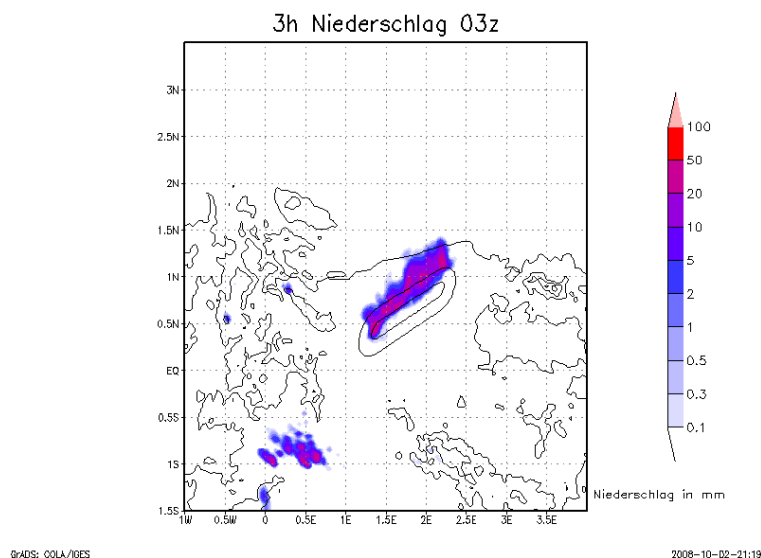 3h Niederschlag 03z
3N
2.5N
2N
1.5N
1N
0.5N
EQ
0.5S
1S
1.5S
1W
0.5W
0
0.5E
1E
1.5E
2E
2.5E
3E
3.5E
100
50
20
10
5
2
1
0.5
0.3
0.1
Niederschlag in mm
GrADS: COLA/IGES
2008-10-02-21:19